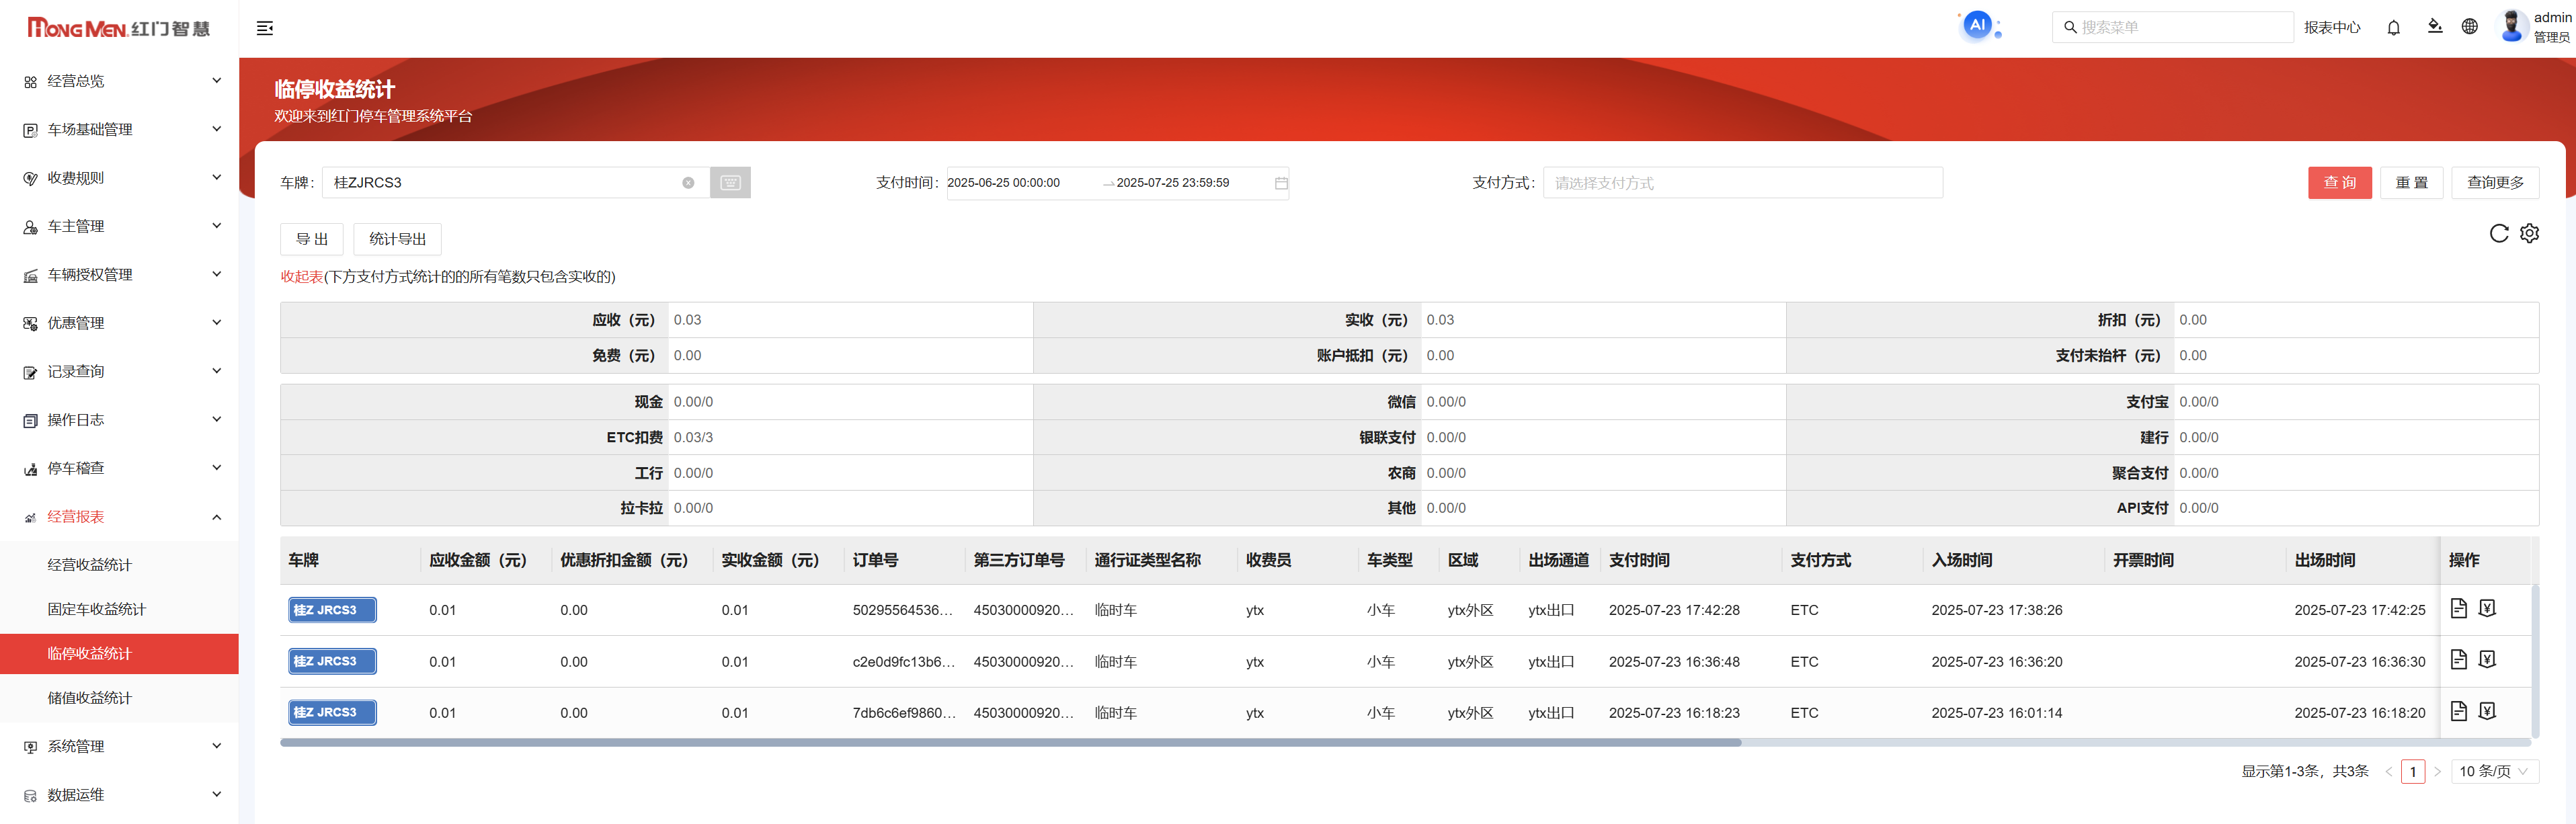 HONG MEN 红门智慧
AI
搜索菜单
报表中心
admin
管理员
经营总览
车场基础管理
收费规则
车主管理
车辆授权管理
优惠管理
记录查询
操作日志
停车稽查
经营报表
经营收益统计
固定车收益统计
临停收益统计
储值收益统计
系统管理
数据运维
临停收益统计
欢迎来到红门停车管理系统平台
车牌: 桂ZJRCS3 支付时间: 2025-06-25 00:00:00 → 2025-07-25 23:59:59 支付方式: 请选择支付方式 查 询 重 置 查询更多
导 出 统计导出
收起表(下方支付方式统计的的所有笔数只包含实收的)
应收（元） 0.03 实收（元） 0.03 折扣（元） 0.00
免费（元） 0.00 账户抵扣（元） 0.00 支付未抬杆（元） 0.00
现金 0.00/0 微信 0.00/0 支付宝 0.00/0
ETC扣费 0.03/3 银联支付 0.00/0 建行 0.00/0
工行 0.00/0 农商 0.00/0 聚合支付 0.00/0
拉卡拉 0.00/0 其他 0.00/0 API支付 0.00/0
车牌 应收金额（元） 优惠折扣金额（元） 实收金额（元） 订单号 第三方订单号 通行证类型名称 收费员 车类型 区域 出场通道 支付时间 支付方式 入场时间 开票时间 出场时间 操作
桂Z JRCS3 0.01 0.00 0.01 50295564536... 45030000920... 临时车 ytx 小车 ytx外区 ytx出口 2025-07-23 17:42:28 ETC 2025-07-23 17:38:26 2025-07-23 17:42:25
桂Z JRCS3 0.01 0.00 0.01 c2e0d9fc13b6... 45030000920... 临时车 ytx 小车 ytx外区 ytx出口 2025-07-23 16:36:48 ETC 2025-07-23 16:36:20 2025-07-23 16:36:30
桂Z JRCS3 0.01 0.00 0.01 7db6c6ef9860... 45030000920... 临时车 ytx 小车 ytx外区 ytx出口 2025-07-23 16:18:23 ETC 2025-07-23 16:01:14 2025-07-23 16:18:20
显示第1-3条，共3条 < 1 > 10 条/页